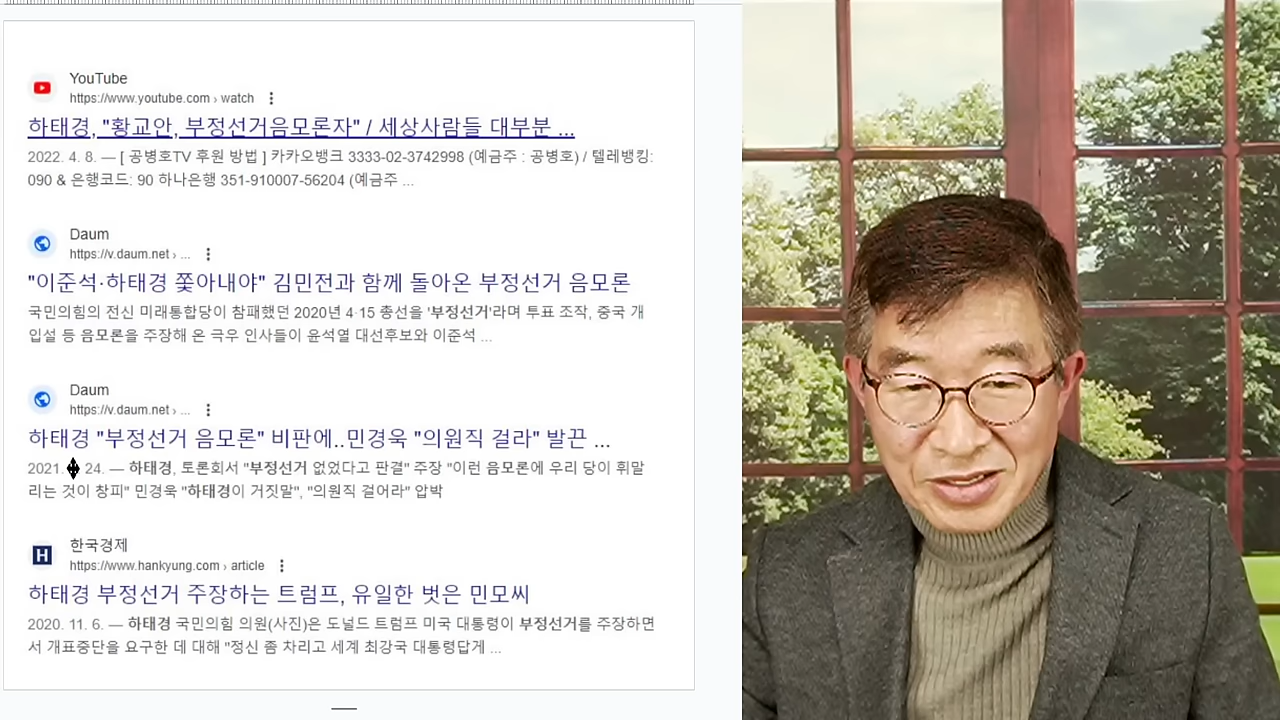 YouTube
https://www.youtube.com › watch
하태경, "황교안, 부정선거음모론자" / 세상사람들 대부분 ...
2022. 4. 8. — [ 공병호TV 후원 방법 ] 카카오뱅크 3333-02-3742998 (예금주 : 공병호) / 텔레뱅킹:
090 & 은행코드: 90 하나은행 351-910007-56204 (예금주 ...
Daum
https://v.daum.net › ...
"이준석·하태경 쫓아내야" 김민전과 함께 돌아온 부정선거 음모론
국민의힘의 전신 미래통합당이 참패했던 2020년 4·15 총선을 '부정선거'라며 투표 조작, 중국 개
입설 등 음모론을 주장해 온 극우 인사들이 윤석열 대선후보와 이준석 ...
Daum
https://v.daum.net › ...
하태경 "부정선거 음모론" 비판에..민경욱 "의원직 걸라" 발끈 ...
2021. 24. — 하태경, 토론회서 "부정선거 없었다고 판결" 주장 "이런 음모론에 우리 당이 휘말
리는 것이 창피" 민경욱 "하태경이 거짓말", "의원직 걸어라" 압박
한국경제
https://www.hankyung.com › article
하태경 부정선거 주장하는 트럼프, 유일한 벗은 민모씨
2020. 11. 6. — 하태경 국민의힘 의원(사진)은 도널드 트럼프 미국 대통령이 부정선거를 주장하면
서 개표중단을 요구한 데 대해 "정신 좀 차리고 세계 최강국 대통령답게 ...